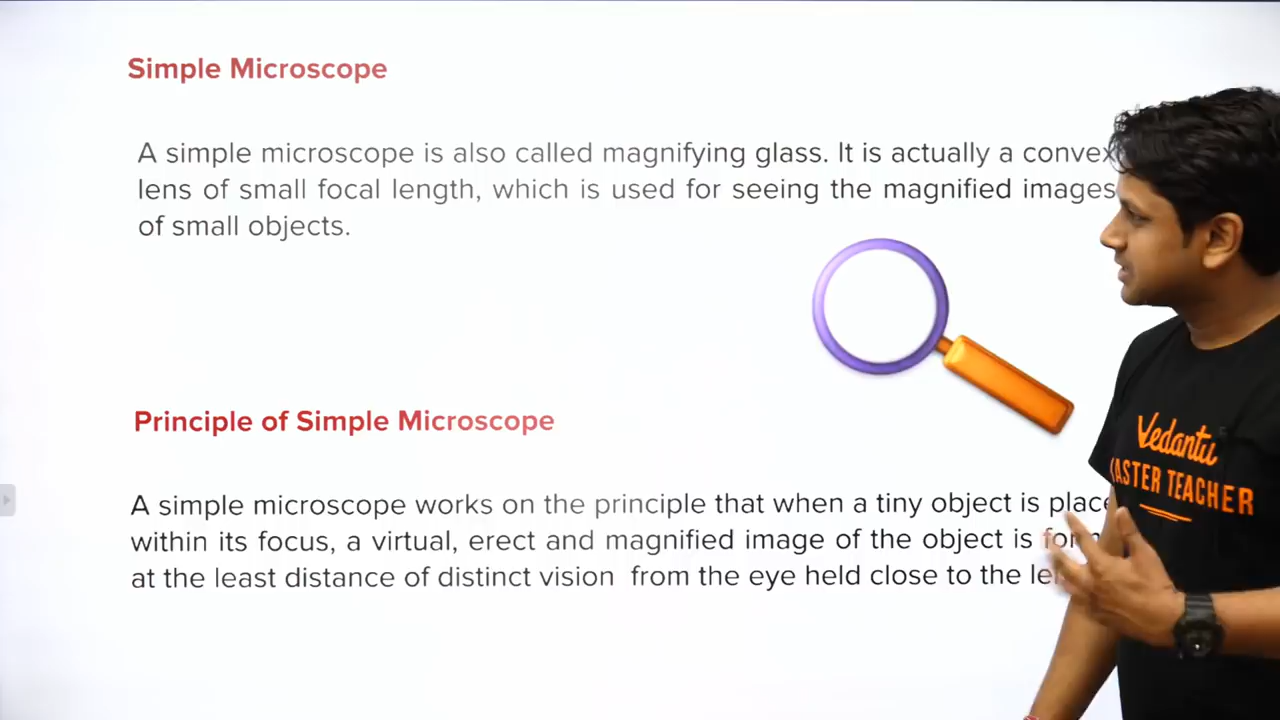 Simple Microscope
A simple microscope is also called magnifying glass. It is actually a convex
lens of small focal length, which is used for seeing the magnified images
of small objects.
Principle of Simple Microscope
A simple microscope works on the principle that when a tiny object is place
within its focus, a virtual, erect and magnified image of the object is
at the least distance of distinct vision from the eye held close to the
Vedantu
ASTER TEACHER